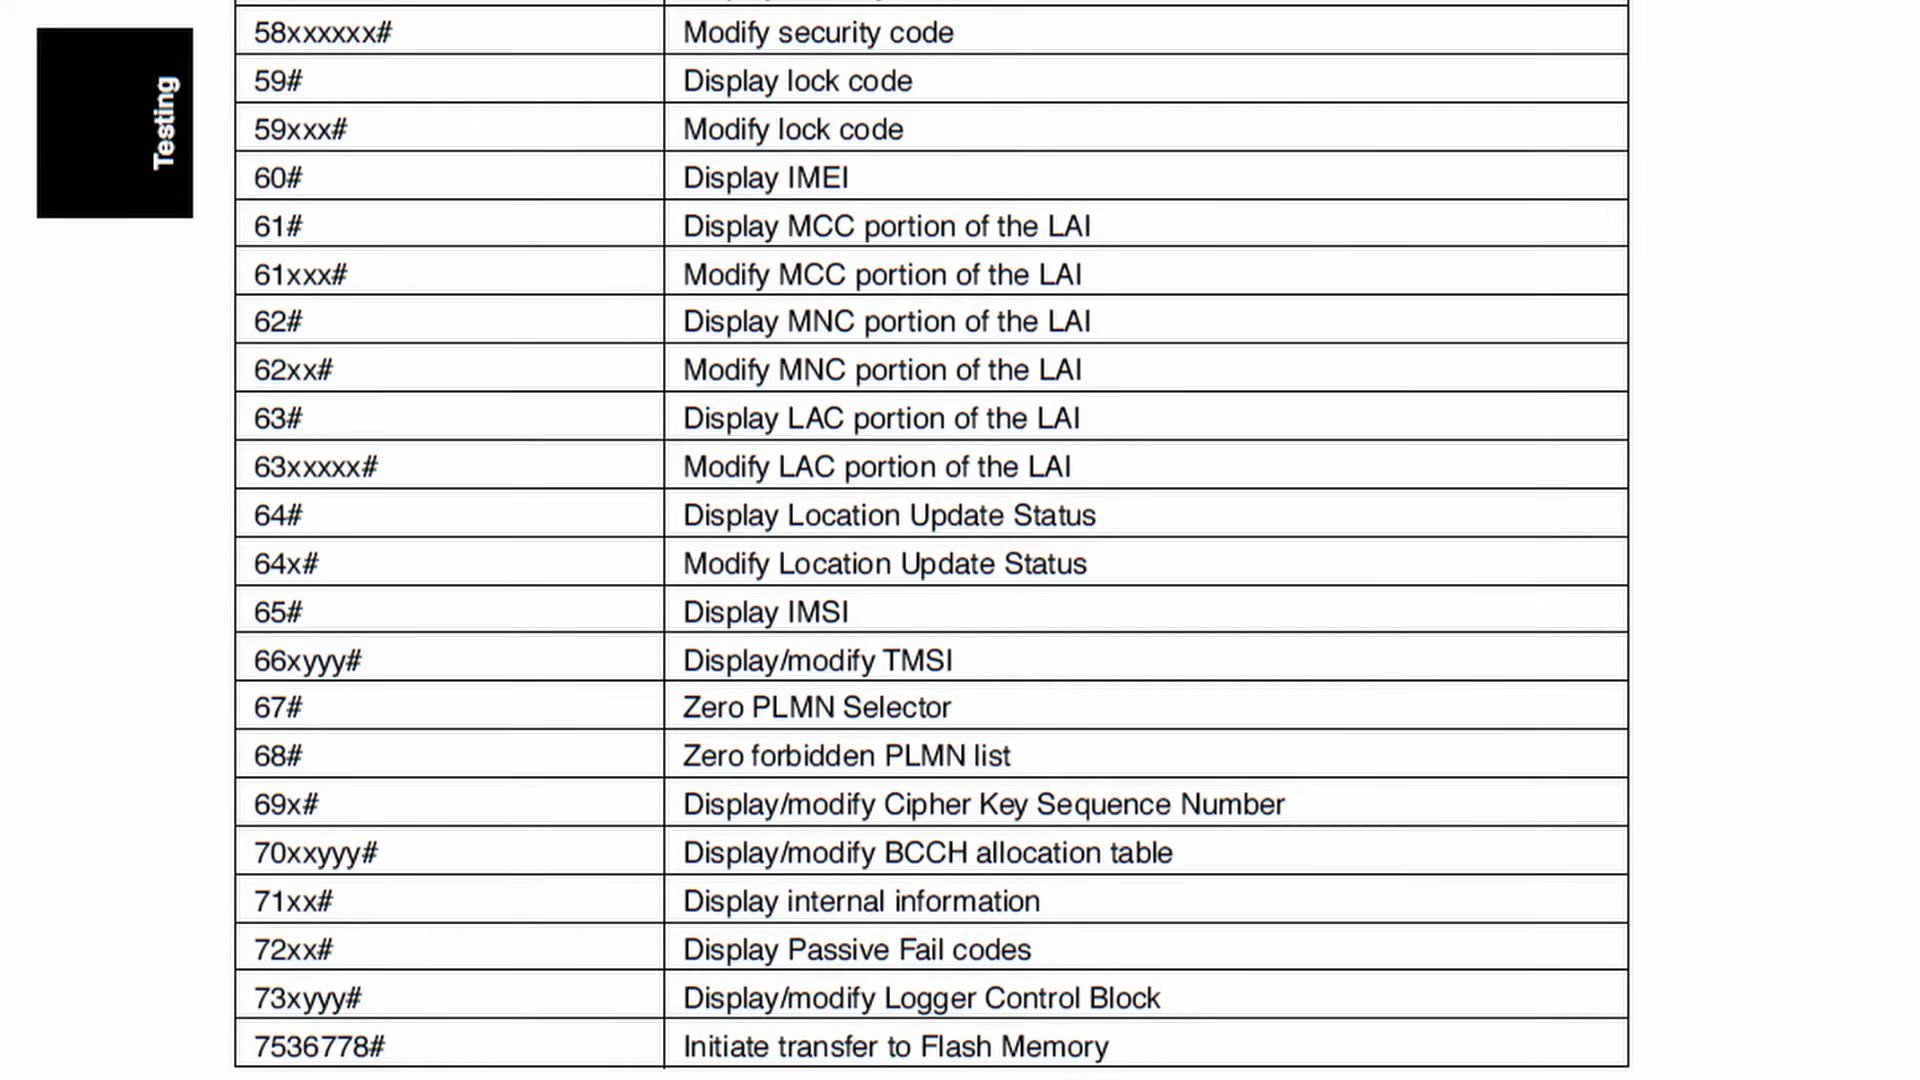 Testing
58xxxxxx# Modify security code
59# Display lock code
59xxx# Modify lock code
60# Display IMEI
61# Display MCC portion of the LAI
61xxx# Modify MCC portion of the LAI
62# Display MNC portion of the LAI
62xx# Modify MNC portion of the LAI
63# Display LAC portion of the LAI
63xxxxx# Modify LAC portion of the LAI
64# Display Location Update Status
64x# Modify Location Update Status
65# Display IMSI
66xyyy# Display/modify TMSI
67# Zero PLMN Selector
68# Zero forbidden PLMN list
69x# Display/modify Cipher Key Sequence Number
70xxyyy# Display/modify BCCH allocation table
71xx# Display internal information
72xx# Display Passive Fail codes
73xyyy# Display/modify Logger Control Block
7536778# Initiate transfer to Flash Memory